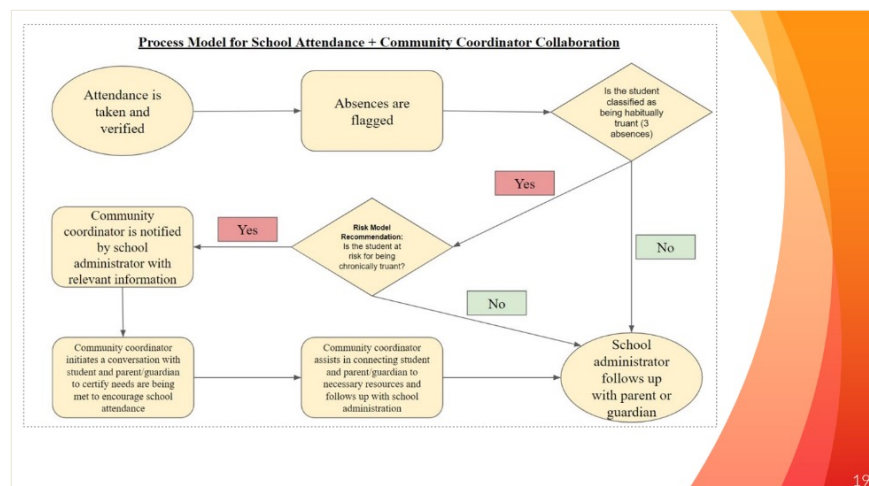 Process Model for School Attendance + Community Coordinator Collaboration
Attendance is
taken and
verified
Absences are
flagged
Is the student
classified as
being habitually
truant (3
absences)
Yes
No
Risk Model
Recommendation:
Is the student at
risk for being
chronically truant?
Yes
No
Community
coordinator is notified
by school
administrator with
relevant information
Community coordinator
initiates a conversation with
student and parent/guardian
to certify needs are being
met to encourage school
attendance
Community coordinator
assists in connecting student
and parent/guardian to
necessary resources and
follows up with school
administration
School
administrator
follows up
with parent or
guardian
19